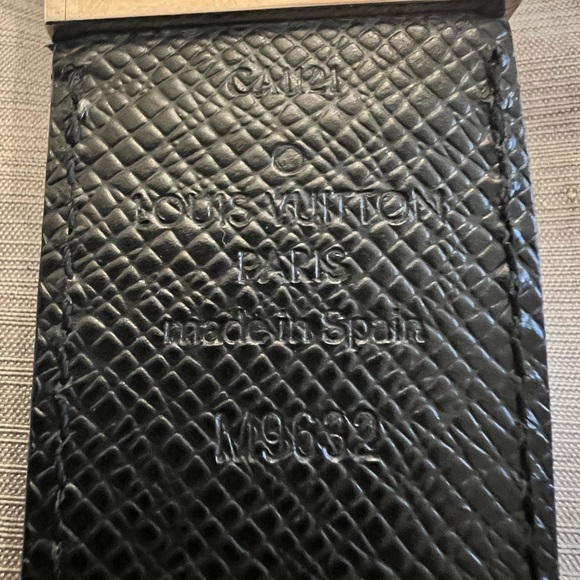 CA1121
LOUIS VUITTON
PARIS
made in Spain
M9632